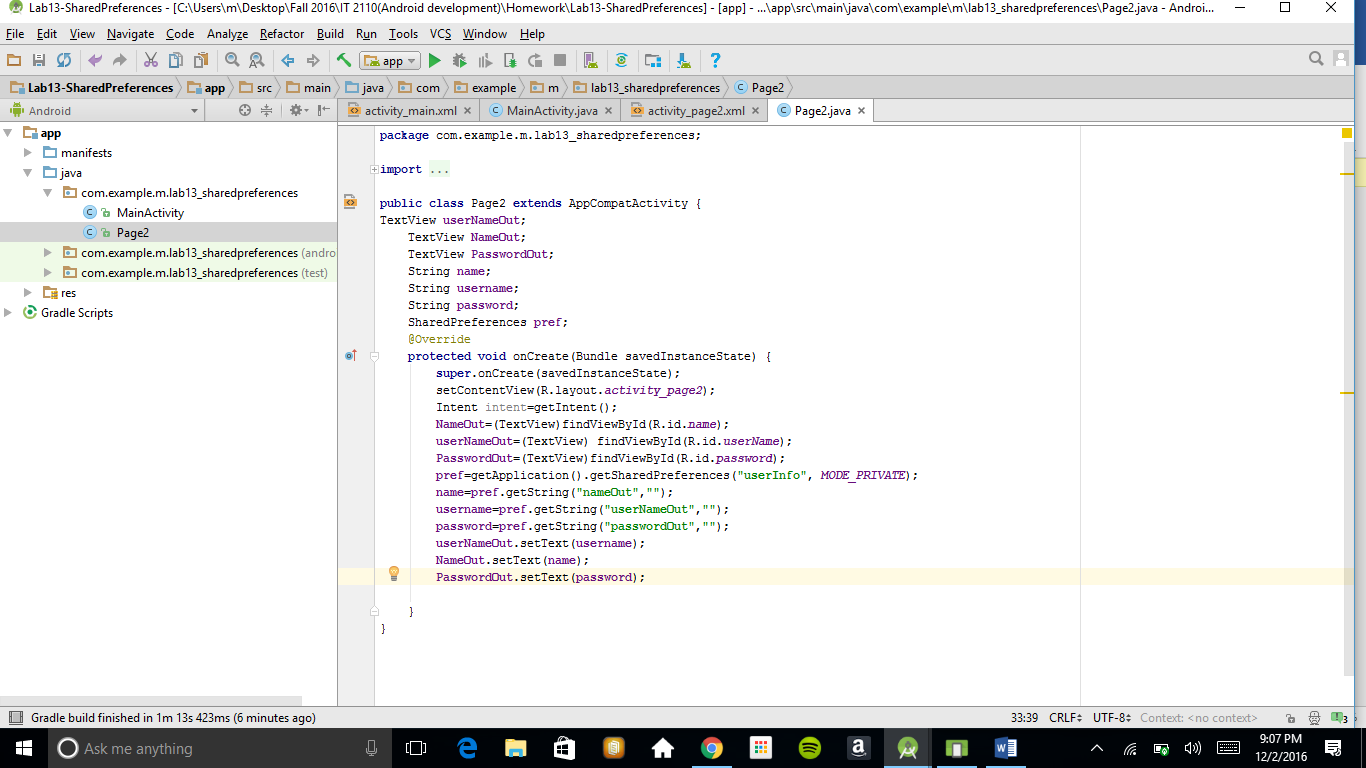 Lab13-SharedPreferences - [C:\Users\m\Desktop\Fall 2016\IT 2110(Android development)\Homework\Lab13-SharedPreferences] - [app] - ...\app\src\main\java\com\example\m\lab13_sharedpreferences\Page2.java - Androi...
File Edit View Navigate Code Analyze Refactor Build Run Tools VCS Window Help
app
Lab13-SharedPreferences app src main java com example m lab13_sharedpreferences Page2
Android
activity_main.xml MainActivity.java activity_page2.xml Page2.java
app
manifests
java
com.example.m.lab13_sharedpreferences
MainActivity
Page2
com.example.m.lab13_sharedpreferences (andro
com.example.m.lab13_sharedpreferences (test)
res
Gradle Scripts
package com.example.m.lab13_sharedpreferences;
import ...
public class Page2 extends AppCompatActivity {
TextView userNameOut;
TextView NameOut;
TextView PasswordOut;
String name;
String username;
String password;
SharedPreferences pref;
@Override
protected void onCreate(Bundle savedInstanceState) {
super.onCreate(savedInstanceState);
setContentView(R.layout.activity_page2);
Intent intent=getIntent();
NameOut=(TextView)findViewById(R.id.name);
userNameOut=(TextView) findViewById(R.id.userName);
PasswordOut=(TextView)findViewById(R.id.password);
pref=getApplication().getSharedPreferences("userInfo", MODE_PRIVATE);
name=pref.getString("nameOut","");
username=pref.getString("userNameOut","");
password=pref.getString("passwordOut","");
userNameOut.setText(username);
NameOut.setText(name);
PasswordOut.setText(password);
}
}
Gradle build finished in 1m 13s 423ms (6 minutes ago)
33:39 CRLF UTF-8 Context: <no context> 3
Ask me anything
9:07 PM
12/2/2016